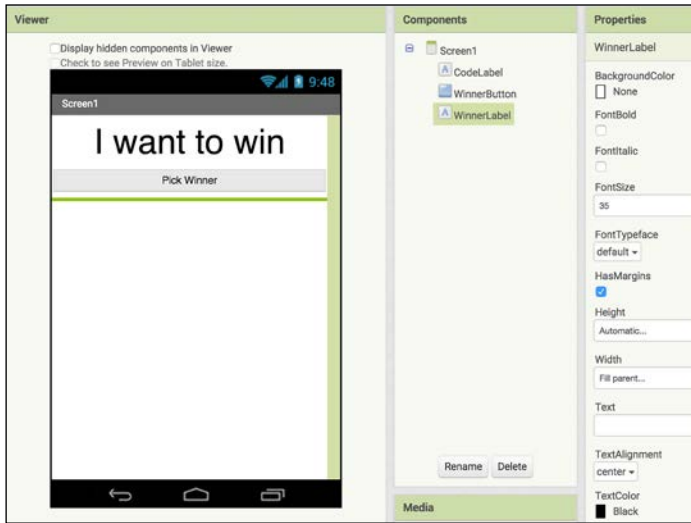 Viewer
Display hidden components in Viewer
Check to see Preview on Tablet size.
9:48
Screen1
I want to win
Pick Winner
Components
Screen1
CodeLabel
WinnerButton
WinnerLabel
Rename
Delete
Media
Properties
WinnerLabel
BackgroundColor
None
FontBold
FontItalic
FontSize
35
FontTypeface
default
HasMargins
Height
Automatic...
Width
Fill parent...
Text
TextAlignment
center
TextColor
Black